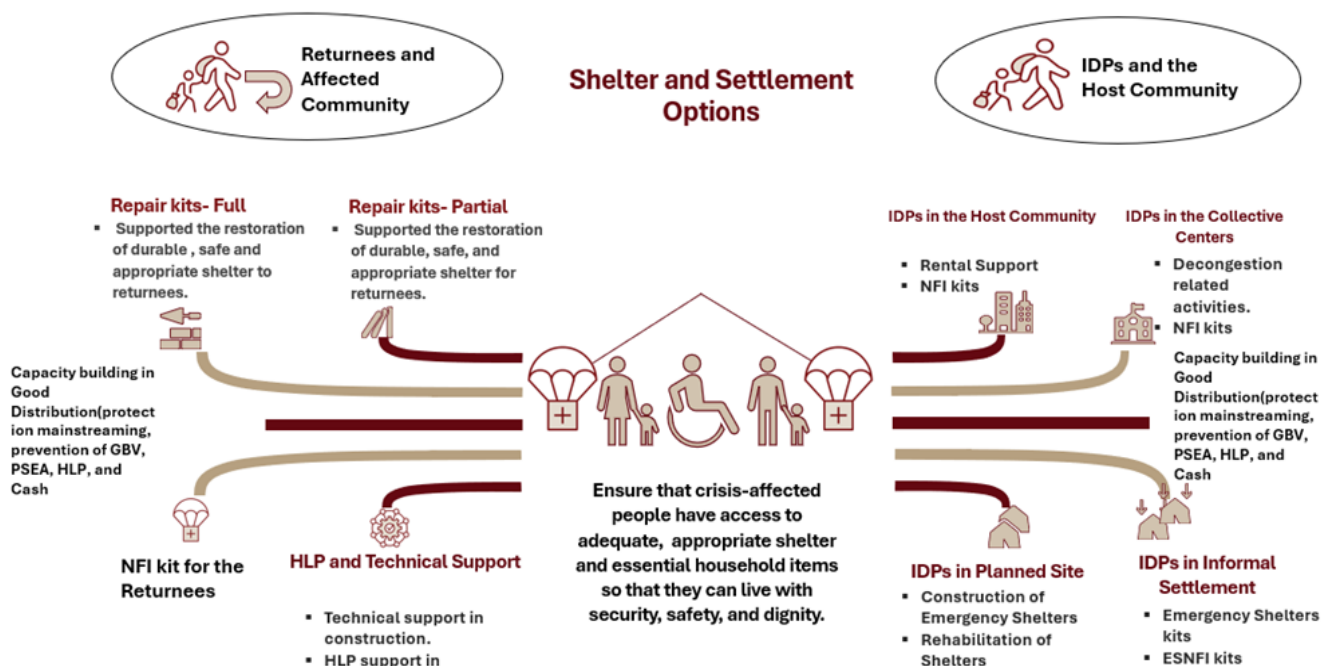 Returnees and
Affected
Community
Shelter and Settlement
Options
IDPs and the
Host Community
Repair kits- Full
▪ Supported the restoration
of durable , safe and
appropriate shelter to
returnees.
Repair kits- Partial
▪ Supported the restoration
of durable, safe, and
appropriate shelter for
returnees.
IDPs in the Host Community
▪ Rental Support
▪ NFI kits
IDPs in the Collective
Centers
▪ Decongestion
related
activities.
▪ NFI kits
Capacity building in
Good
Distribution(protect
ion mainstreaming,
prevention of GBV,
PSEA, HLP, and
Cash
Capacity building in
Good
Distribution(protect
ion mainstreaming,
prevention of GBV,
PSEA, HLP, and
Cash
NFI kit for the
Returnees
HLP and Technical Support
▪ Technical support in
construction.
▪ HLP support in
Ensure that crisis-affected
people have access to
adequate, appropriate shelter
and essential household items
so that they can live with
security, safety, and dignity.
IDPs in Planned Site
▪ Construction of
Emergency Shelters
▪ Rehabilitation of
Shelters
IDPs in Informal
Settlement
▪ Emergency Shelters
kits
▪ ESNFI kits